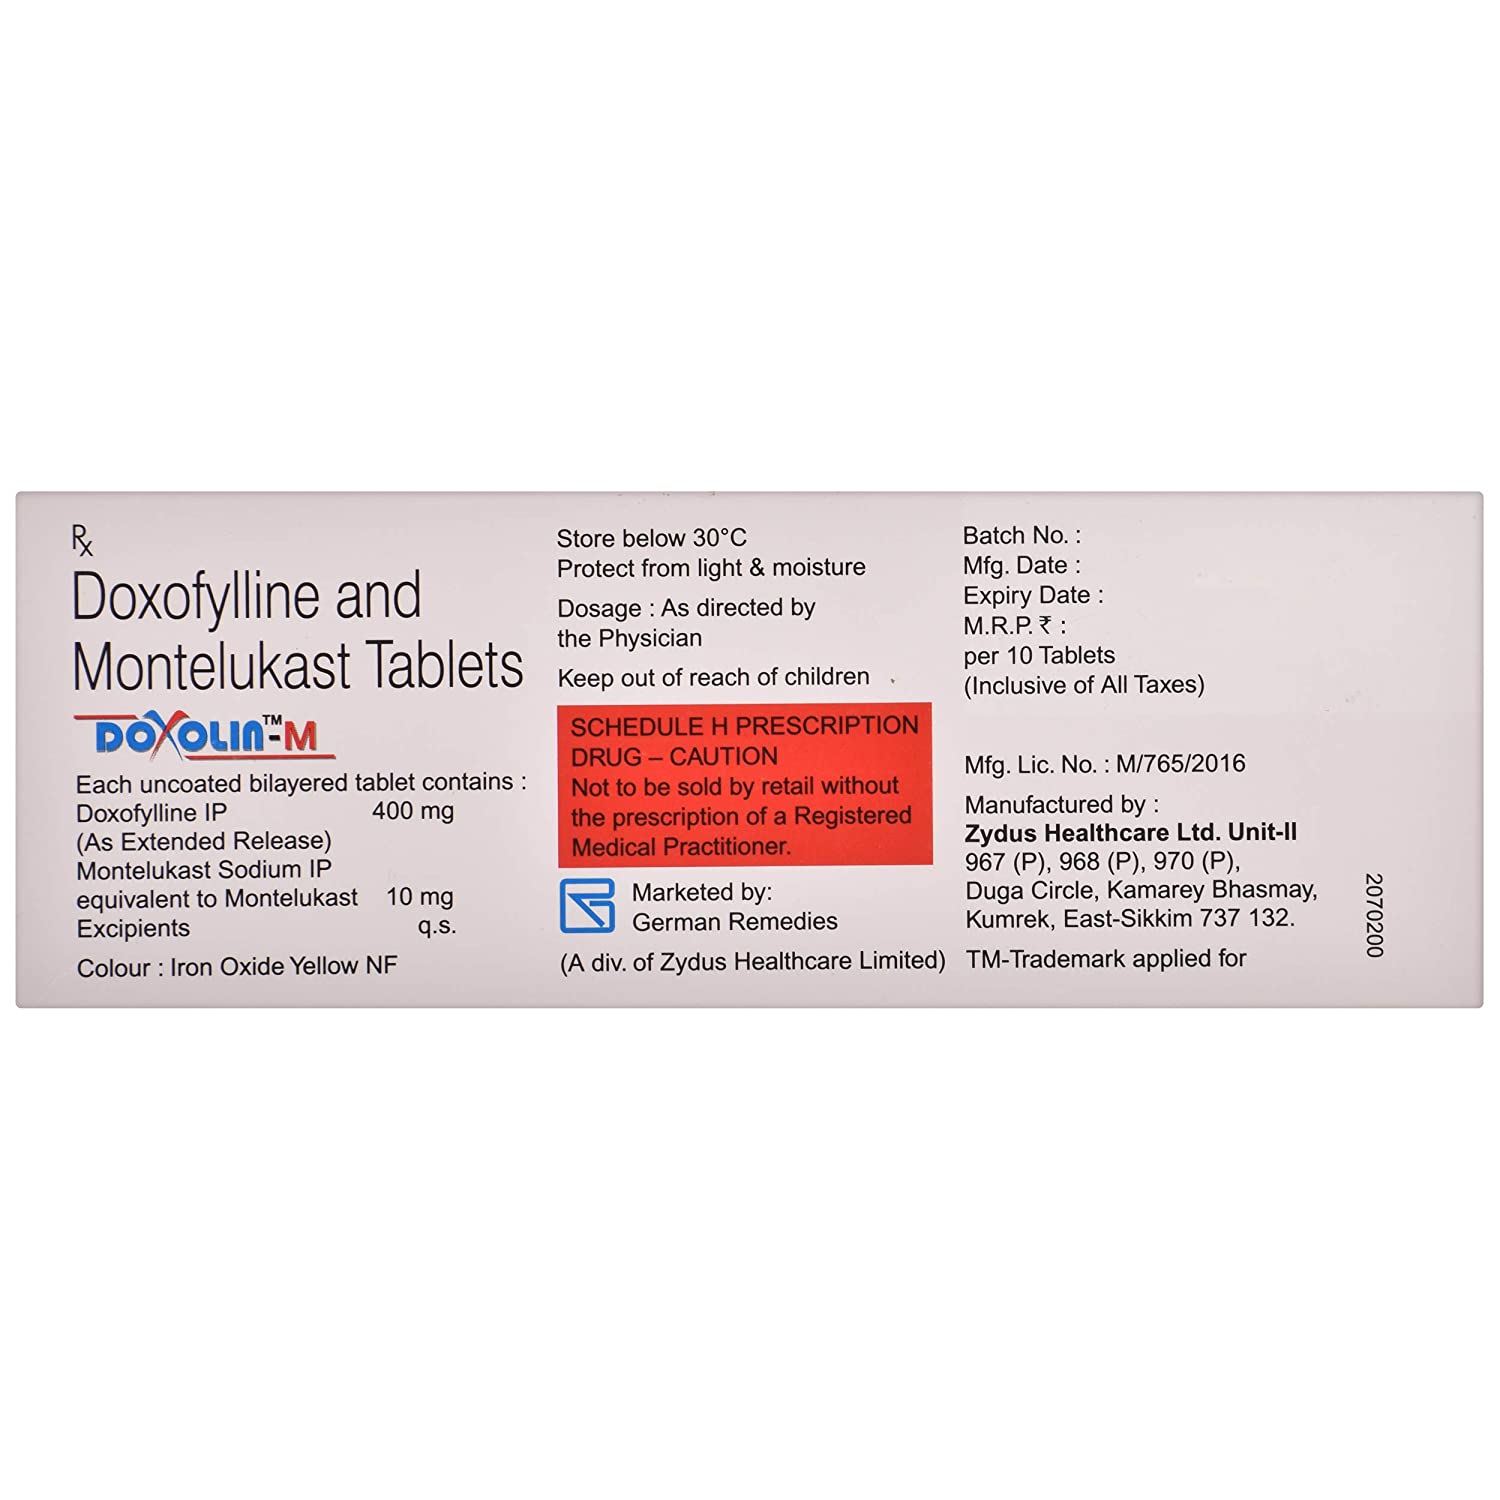 Rx
Doxofylline and
Montelukast Tablets
DOXOLIN™-M
Each uncoated bilayered tablet contains :
Doxofylline IP 400 mg
(As Extended Release)
Montelukast Sodium IP
equivalent to Montelukast 10 mg
Excipients q.s.
Colour : Iron Oxide Yellow NF
Store below 30°C
Protect from light & moisture
Dosage : As directed by
the Physician
Keep out of reach of children
SCHEDULE H PRESCRIPTION
DRUG – CAUTION
Not to be sold by retail without
the prescription of a Registered
Medical Practitioner.
Marketed by:
German Remedies
(A div. of Zydus Healthcare Limited)
Batch No. :
Mfg. Date :
Expiry Date :
M.R.P. ₹ :
per 10 Tablets
(Inclusive of All Taxes)
Mfg. Lic. No. : M/765/2016
Manufactured by :
Zydus Healthcare Ltd. Unit-II
967 (P), 968 (P), 970 (P),
Duga Circle, Kamarey Bhasmay,
Kumrek, East-Sikkim 737 132.
TM-Trademark applied for
2070200